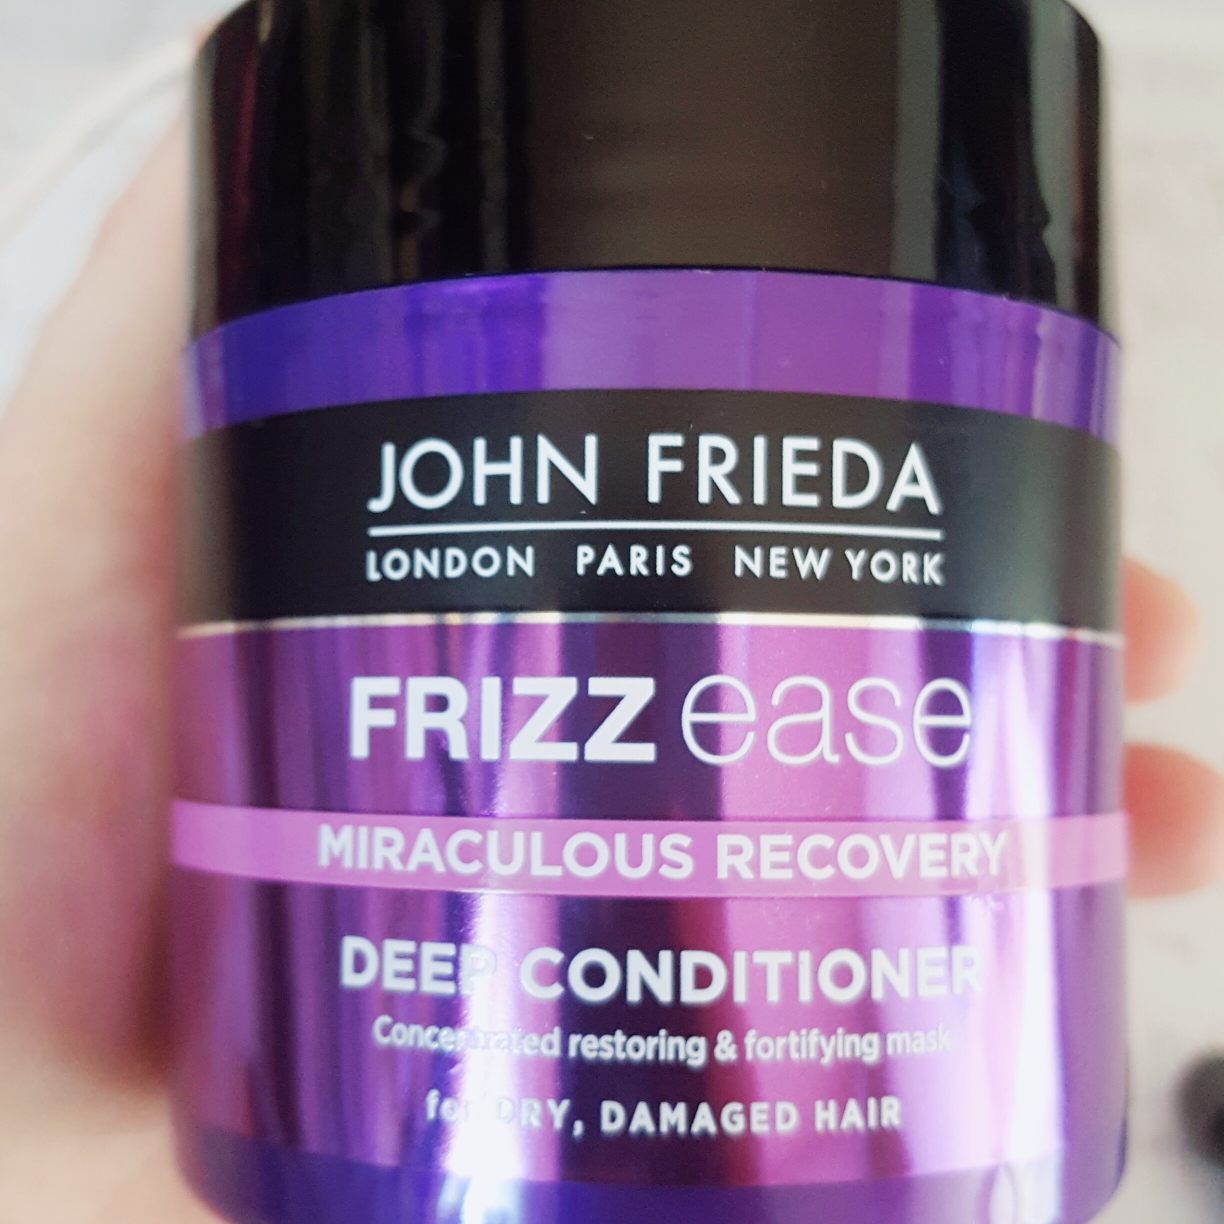 JOHN FRIEDA
LONDON PARIS NEW YORK
FRIZZ ease
MIRACULOUS RECOVERY
DEEP CONDITIONER
Concentrated restoring & fortifying mask
for DRY, DAMAGED HAIR